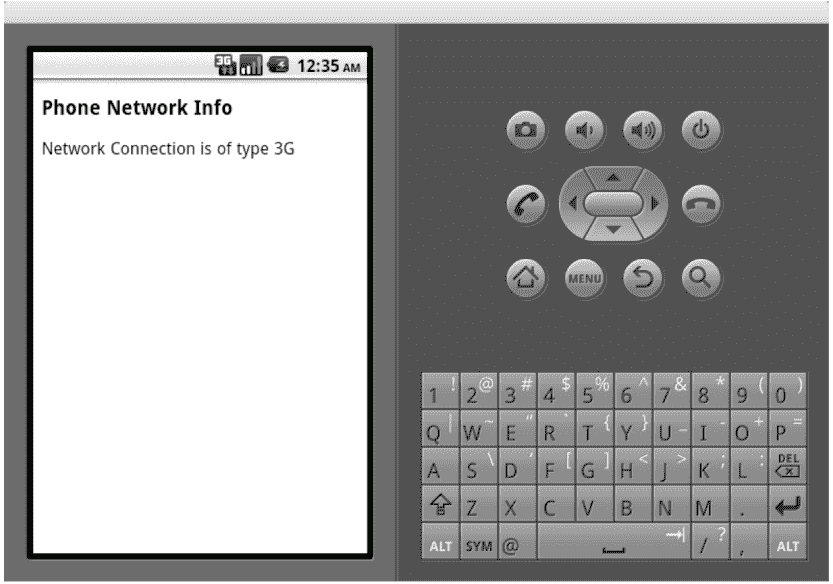 3G 12:35 AM
Phone Network Info
Network Connection is of type 3G
MENU
1 ! 2 @ 3 # 4 $ 5 % 6 ^ 7 & 8 * 9 ( 0 )
Q | W ~ E " R ` T { Y } U _ I - O + P =
A S \ D ' F [ G ] H < J > K ; L : DEL
Z X C V B N M .
ALT SYM @ / ? , ALT